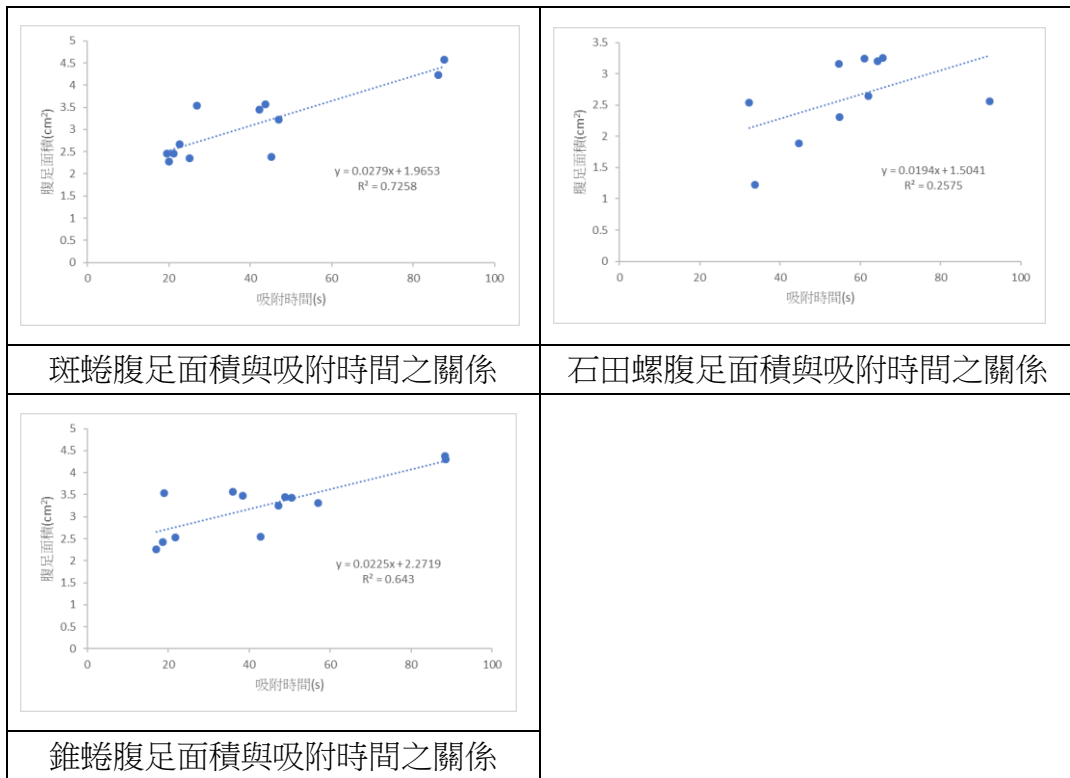 5
4.5
4
3.5
3
2.5
2
1.5
1
0.5
0
腹足面積(cm²)
y = 0.0279x + 1.9653
R² = 0.7258
0 20 40 60 80 100
吸附時間(s)
斑蜷腹足面積與吸附時間之關係
3.5
3
2.5
2
1.5
1
0.5
0
腹足面積(cm²)
y = 0.0194x + 1.5041
R² = 0.2575
0 20 40 60 80 100
吸附時間(s)
石田螺腹足面積與吸附時間之關係
5
4.5
4
3.5
3
2.5
2
1.5
1
0.5
0
腹足面積(cm²)
y = 0.0225x + 2.2719
R² = 0.643
0 20 40 60 80 100
吸附時間(s)
錐蜷腹足面積與吸附時間之關係